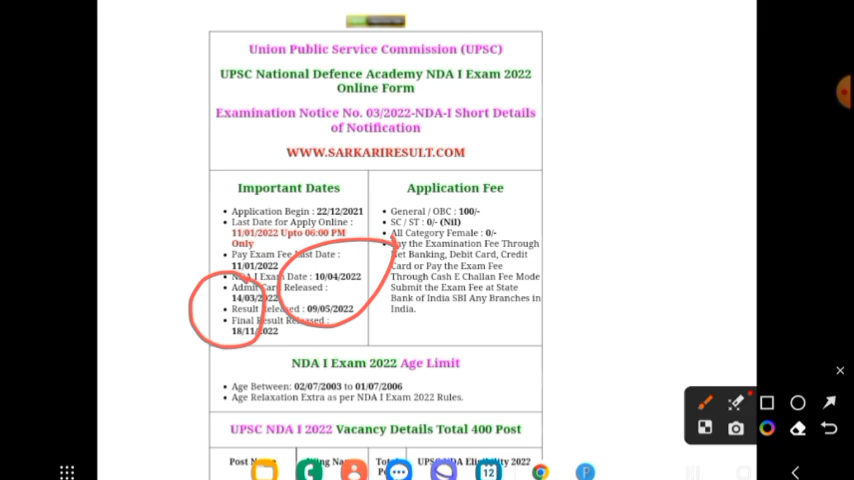 Union Public Service Commission (UPSC)
UPSC National Defence Academy NDA I Exam 2022
Online Form
Examination Notice No. 03/2022-NDA-I Short Details
of Notification
WWW.SARKARIRESULT.COM
Important Dates
Application Begin : 22/12/2021
Last Date for Apply Online :
11/01/2022 Upto 06:00 PM
Only
Pay Exam Fee Last Date :
11/01/2022
NDA I Exam Date : 10/04/2022
Admit Card Released :
14/03/2022
Result Released : 09/05/2022
Final Result Released :
18/11/2022
Application Fee
General / OBC : 100/-
SC / ST : 0/- (Nil)
All Category Female : 0/-
Pay the Examination Fee Through
Net Banking, Debit Card, Credit
Card or Pay the Exam Fee
Through Cash E Challan Fee Mode
Submit the Exam Fee at State
Bank of India SBI Any Branches in
India.
NDA I Exam 2022 Age Limit
Age Between: 02/07/2003 to 01/07/2006
Age Relaxation Extra as per NDA I Exam 2022 Rules.
UPSC NDA I 2022 Vacancy Details Total 400 Post
Post
Eligibility 2022
12